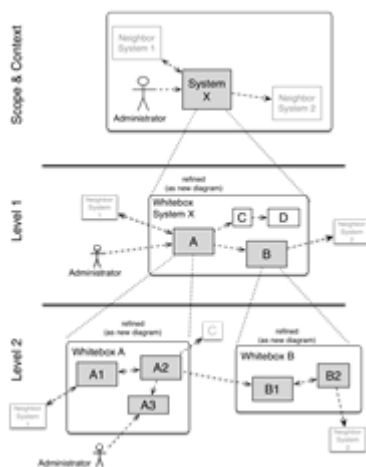 Scope & Context
Neighbor
System 1
System
X
Neighbor
System 2
Administrator
Level 1
refined
(as new diagram)
Whitebox
System X
Neighbor
System
1
C
D
A
B
Neighbor
System
2
Administrator
Level 2
refined
(as new diagram)
Whitebox A
C
A1
A2
A3
Neighbor
System
1
Administrator
refined
(as new diagram)
Whitebox B
B1
B2
Neighbor
System
2